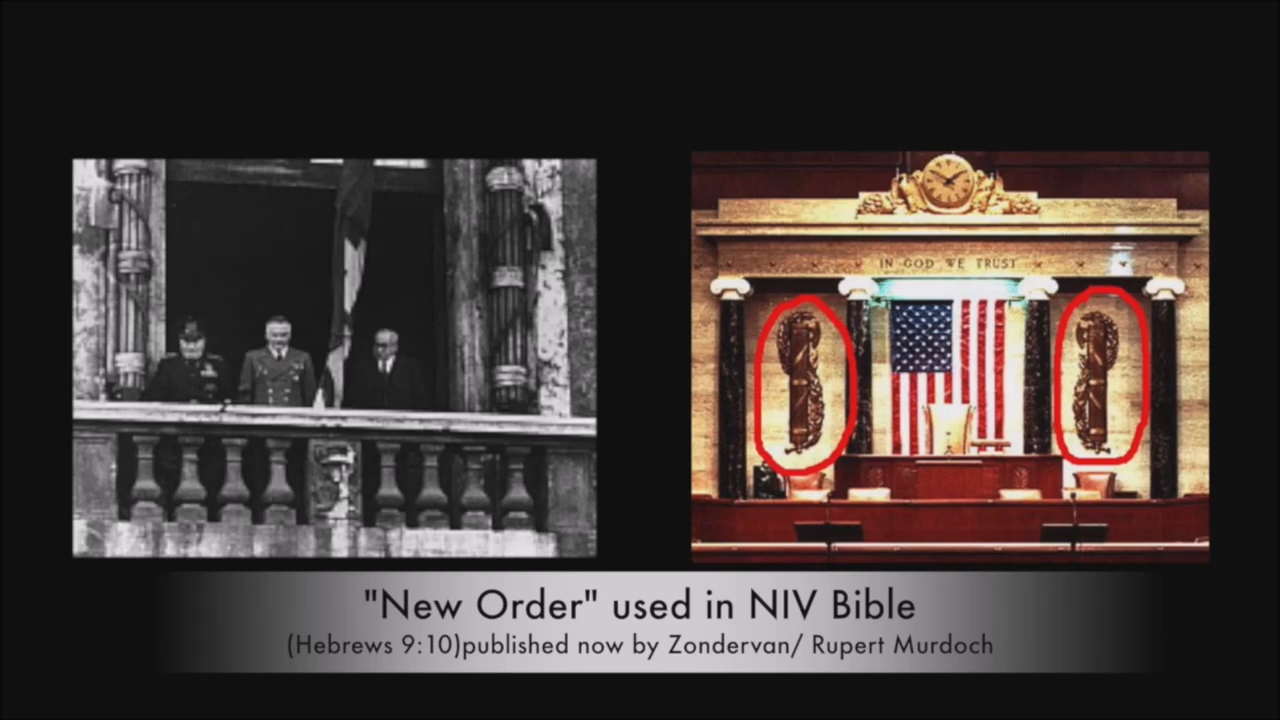 IN GOD WE TRUST
"New Order" used in NIV Bible
(Hebrews 9:10)published now by Zondervan/ Rupert Murdoch